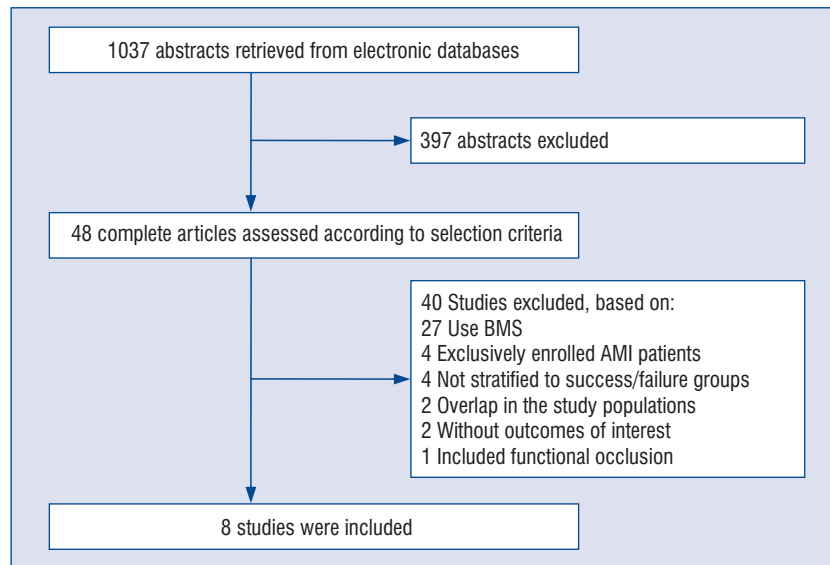 1037 abstracts retrieved from electronic databases
397 abstracts excluded
48 complete articles assessed according to selection criteria
40 Studies excluded, based on:
27 Use BMS
4 Exclusively enrolled AMI patients
4 Not stratified to success/failure groups
2 Overlap in the study populations
2 Without outcomes of interest
1 Included functional occlusion
8 studies were included